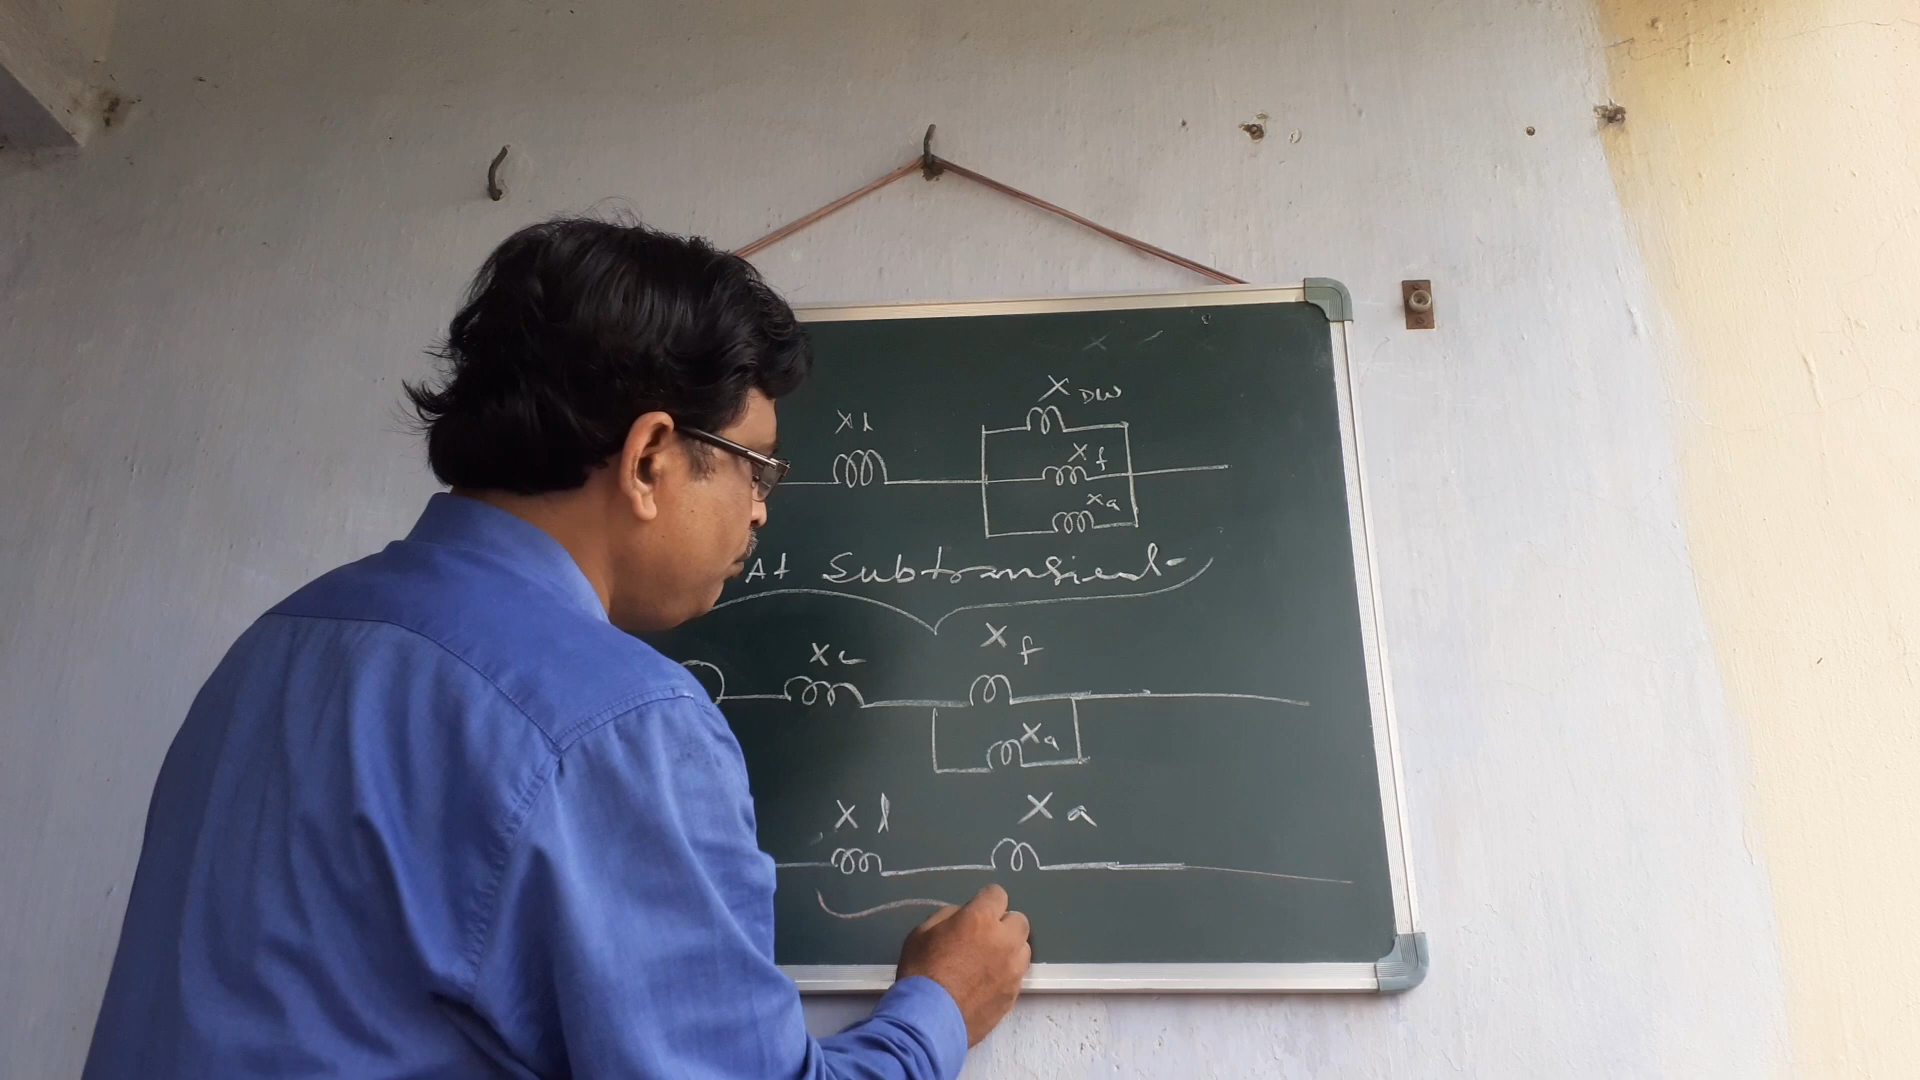 X DW
X l
X f
X a
At Subtransient
X f
X L
X a
X l X a